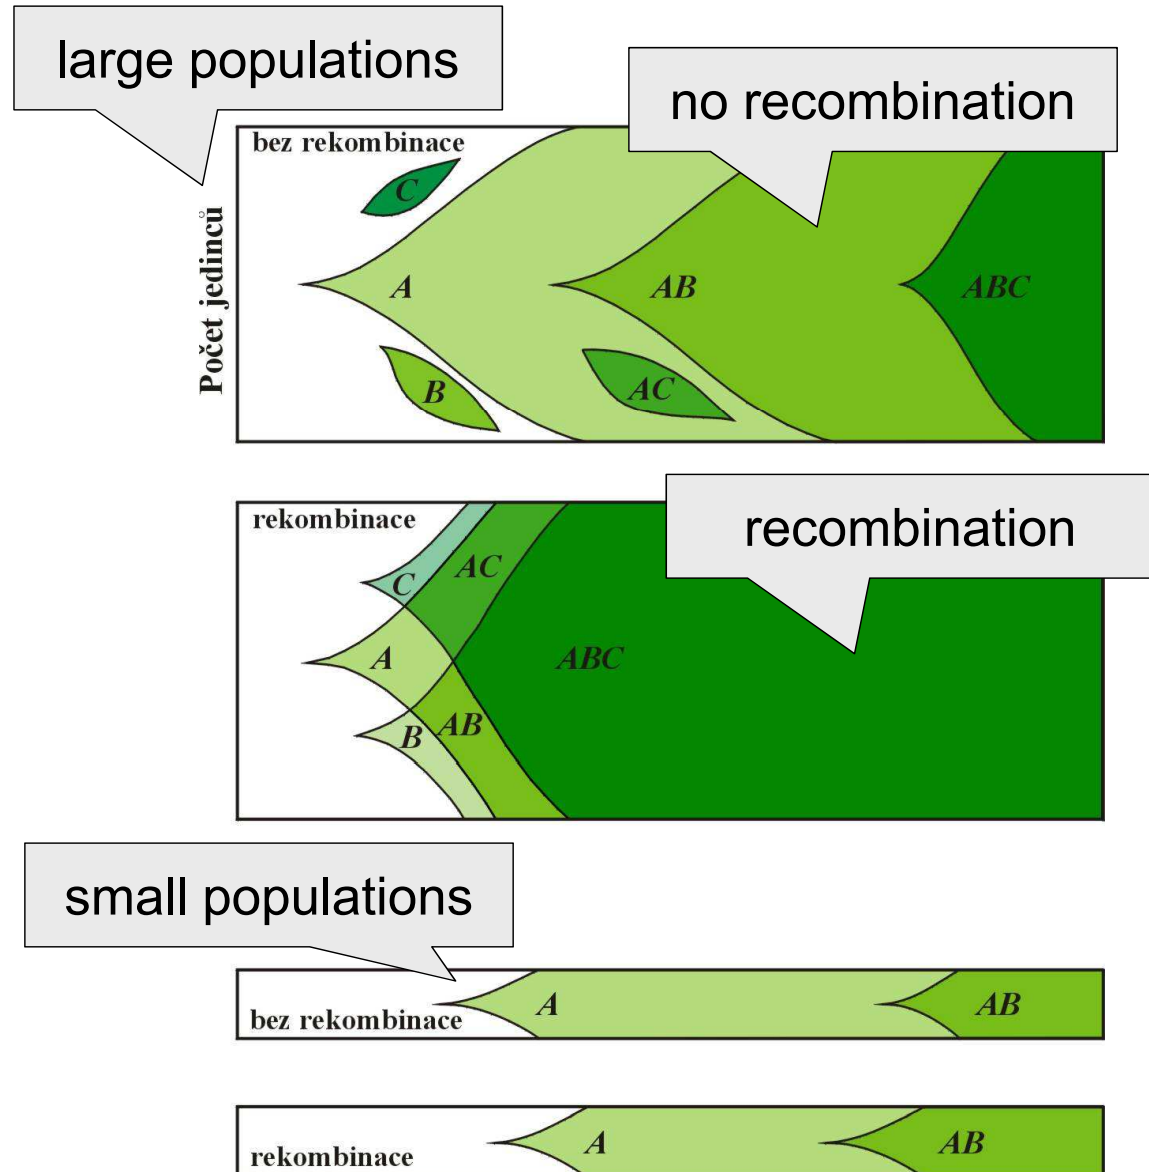 large populations
no recombination
bez rekombinace
C
Počet jedinců
A
AB
ABC
B
AC
recombination
rekombinace
C
AC
A
ABC
B
AB
small populations
A
AB
bez rekombinace
A
AB
rekombinace